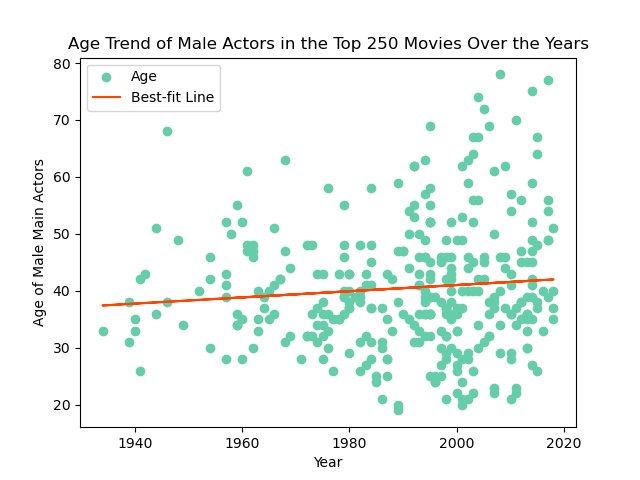 Age Trend of Male Actors in the Top 250 Movies Over the Years
Age
Best-fit Line
80
70
60
50
40
30
20
Age of Male Main Actors
1940
1960
1980
2000
2020
Year